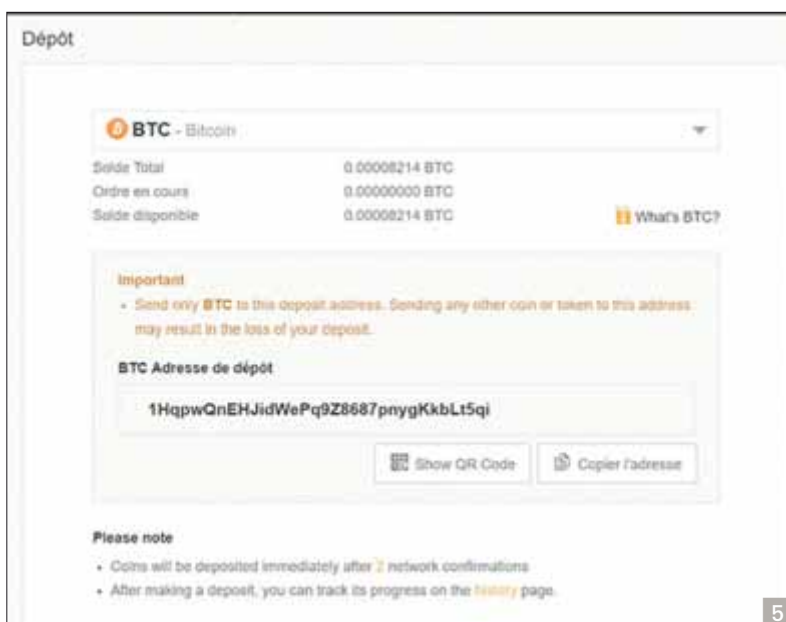 Dépôt
BTC - Bitcoin
Solde Total 0.00008214 BTC
Ordre en cours 0.00000000 BTC
Solde disponible 0.00008214 BTC What's BTC?
Important
• Send only BTC to this deposit address. Sending any other coin or token to this address
may result in the loss of your deposit.
BTC Adresse de dépôt
1HqpwQnEHJidWePq9Z8687pnygKkbLt5qi
Show QR Code Copier l'adresse
Please note
• Coins will be deposited immediately after 2 network confirmations
• After making a deposit, you can track its progress on the history page.
5